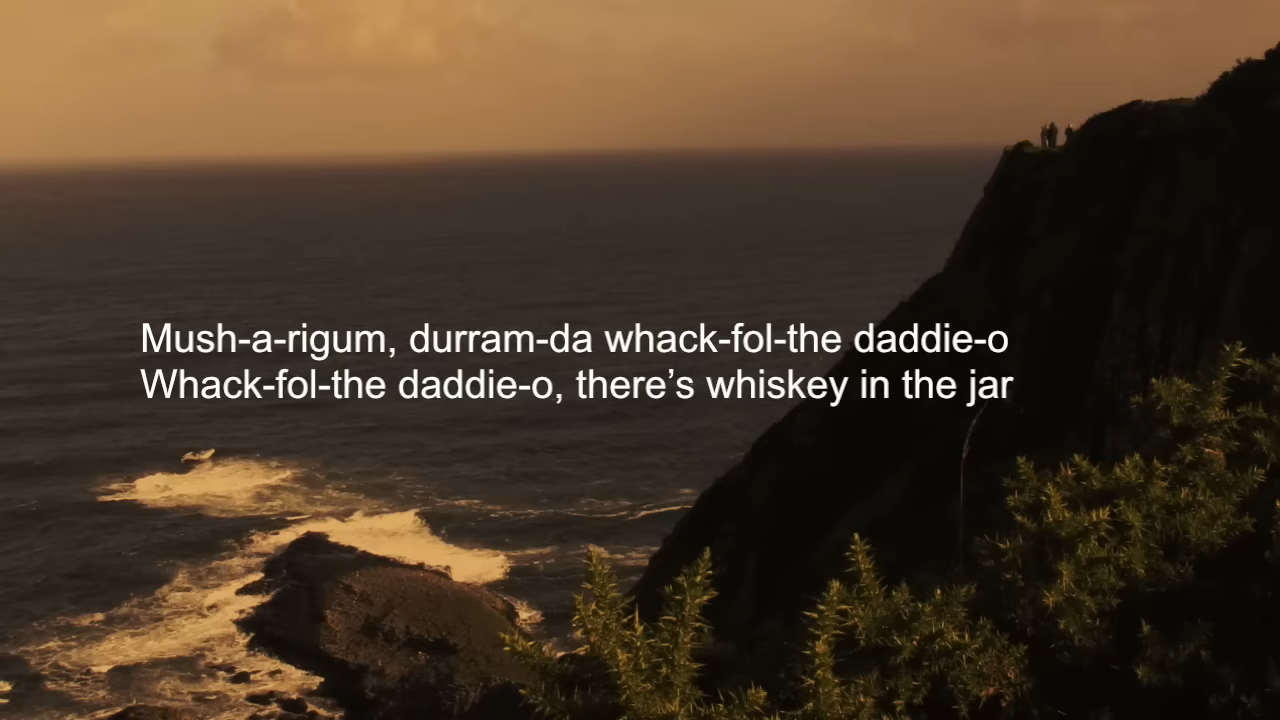 Mush-a-rigum, durram-da whack-fol-the daddie-o
Whack-fol-the daddie-o, there’s whiskey in the jar